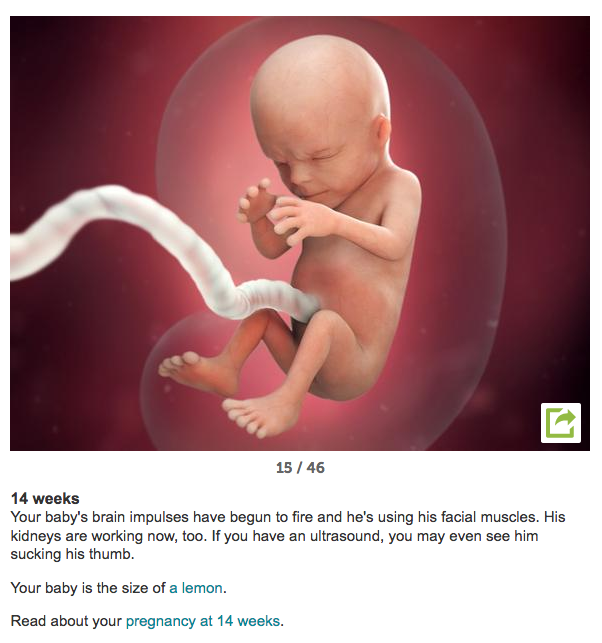 15 / 46
14 weeks
Your baby's brain impulses have begun to fire and he's using his facial muscles. His
kidneys are working now, too. If you have an ultrasound, you may even see him
sucking his thumb.
Your baby is the size of a lemon.
Read about your pregnancy at 14 weeks.